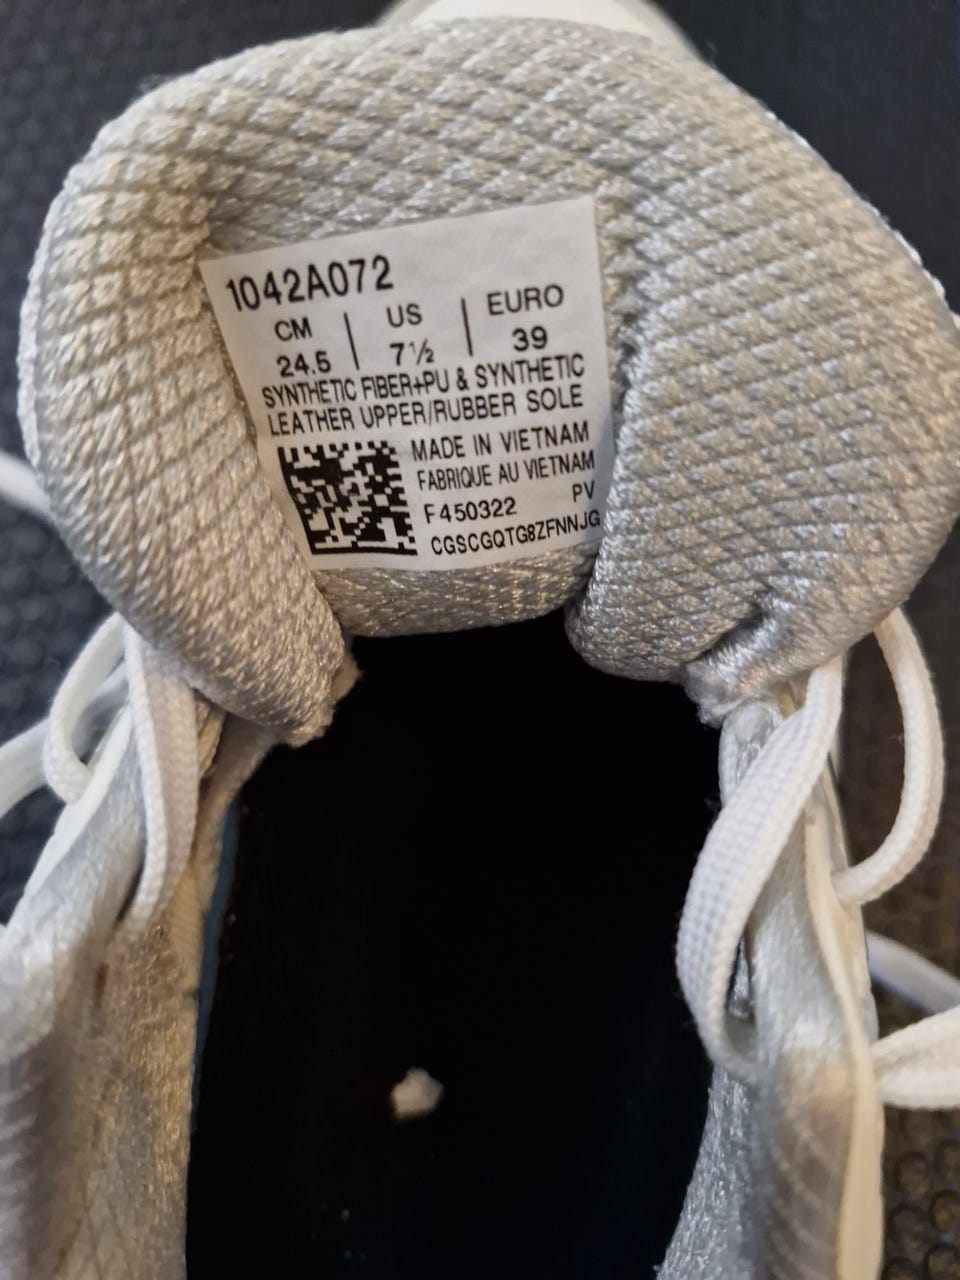 1042A072
CM | US | EURO
24.5 | 7½ | 39
SYNTHETIC FIBER+PU & SYNTHETIC
LEATHER UPPER/RUBBER SOLE
MADE IN VIETNAM
FABRIQUE AU VIETNAM
F450322 PV
CGSCGQTG8ZFNNJG